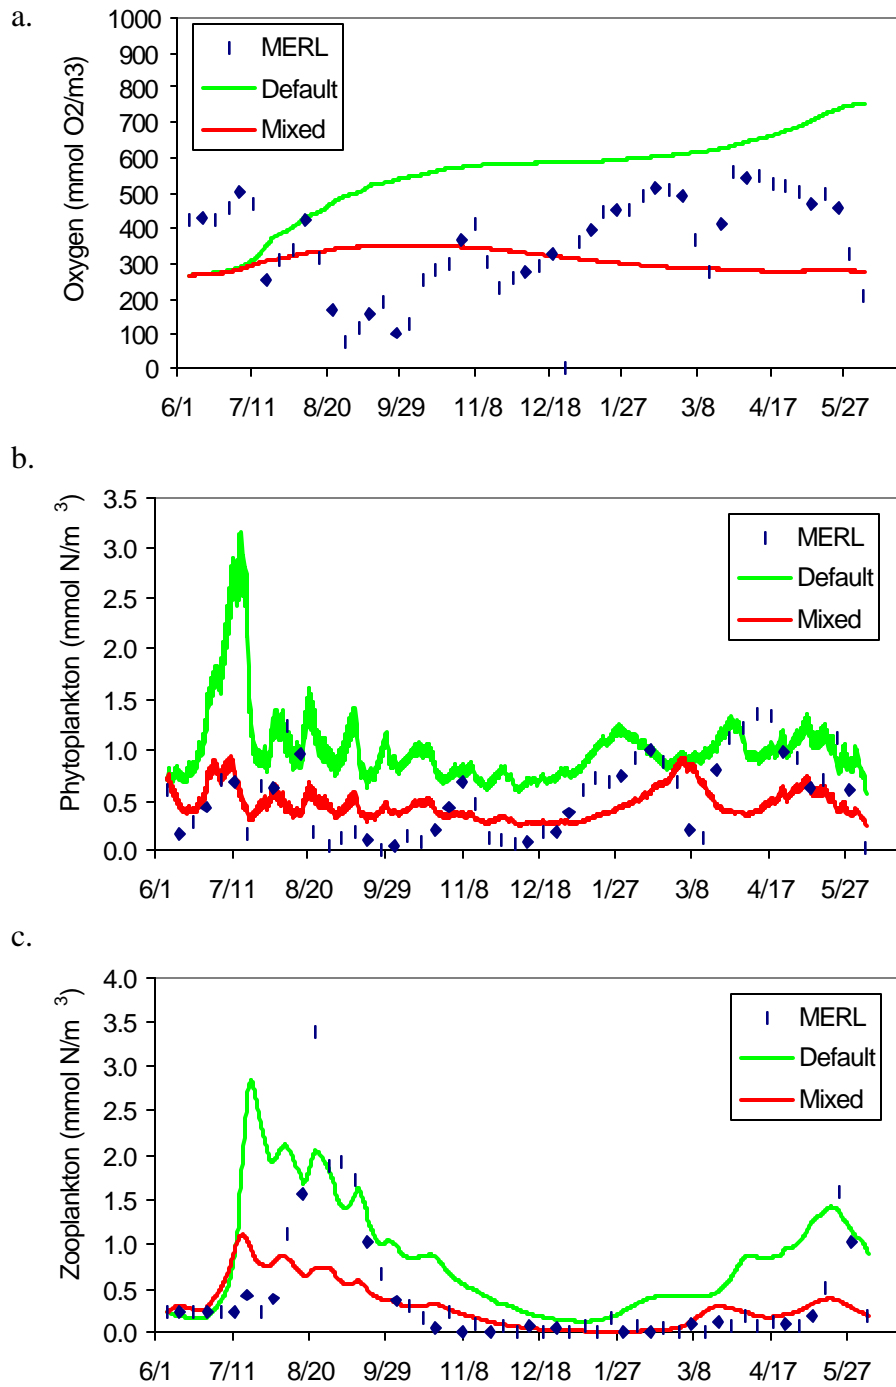 a.
1000
900
800
700
600
500
400
300
200
100
0
Oxygen (mmol O2/m3)
MERL
Default
Mixed
6/1 7/11 8/20 9/29 11/8 12/18 1/27 3/8 4/17 5/27
b.
3.5
3.0
2.5
2.0
1.5
1.0
0.5
0.0
Phytoplankton (mmol N/m 3)
MERL
Default
Mixed
6/1 7/11 8/20 9/29 11/8 12/18 1/27 3/8 4/17 5/27
c.
4.0
3.5
3.0
2.5
2.0
1.5
1.0
0.5
0.0
Zooplankton (mmol N/m 3)
MERL
Default
Mixed
6/1 7/11 8/20 9/29 11/8 12/18 1/27 3/8 4/17 5/27